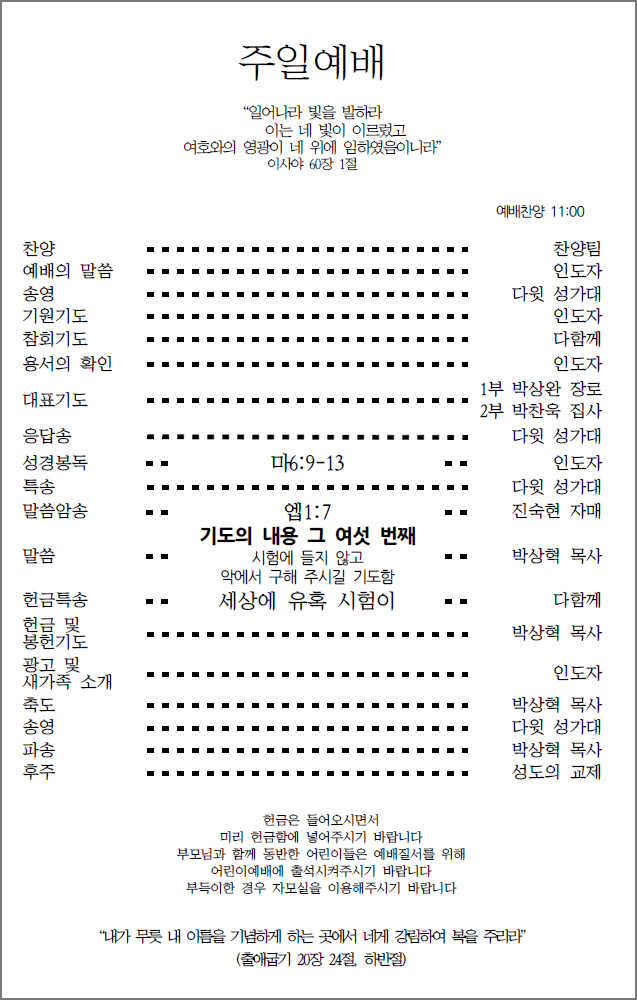 주일예배
“일어나라 빛을 발하라
이는 네 빛이 이르렀고
여호와의 영광이 네 위에 임하였음이니라”
이사야 60장 1절
예배찬양 11:00
찬양 찬양팀
예배의 말씀 인도자
송영 다윗 성가대
기원기도 인도자
참회기도 다함께
용서의 확인 인도자
대표기도 1부 박상완 장로
2부 박찬욱 집사
응답송 다윗 성가대
성경봉독 마6:9-13 인도자
특송 다윗 성가대
말씀암송 엡1:7 진숙현 자매
기도의 내용 그 여섯 번째
말씀 시험에 들지 않고 박상혁 목사
악에서 구해 주시길 기도함
헌금특송 세상에 유혹 시험이 다함께
헌금 및
봉헌기도 박상혁 목사
광고 및
새가족 소개 인도자
축도 박상혁 목사
송영 다윗 성가대
파송 박상혁 목사
후주 성도의 교제
헌금은 들어오시면서
미리 헌금함에 넣어주시기 바랍니다
부모님과 함께 동반한 어린이들은 예배질서를 위해
어린이예배에 출석시켜주시기 바랍니다
부득이한 경우 자모실을 이용해주시기 바랍니다
“내가 무릇 내 이름을 기념하게 하는 곳에서 네게 강림하여 복을 주리라”
(출애굽기 20장 24절, 하반절)